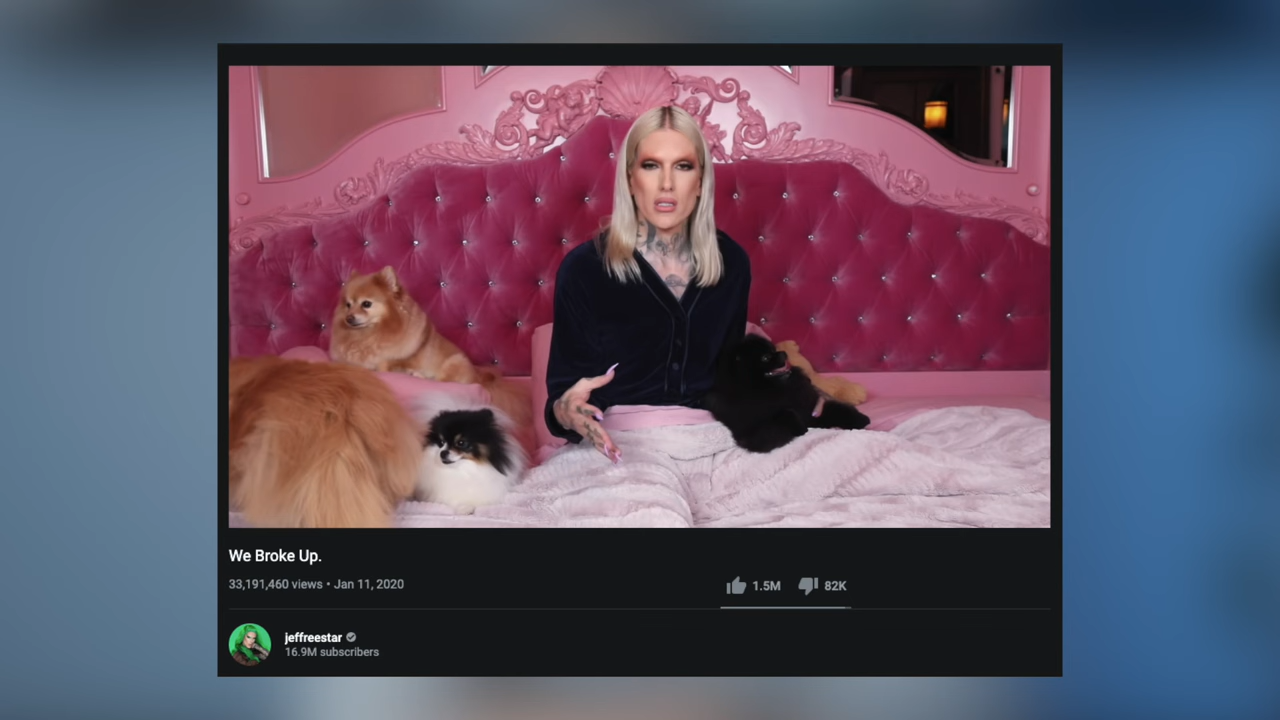 We Broke Up.
33,191,460 views • Jan 11, 2020
1.5M 82K
jeffreestar
16.9M subscribers